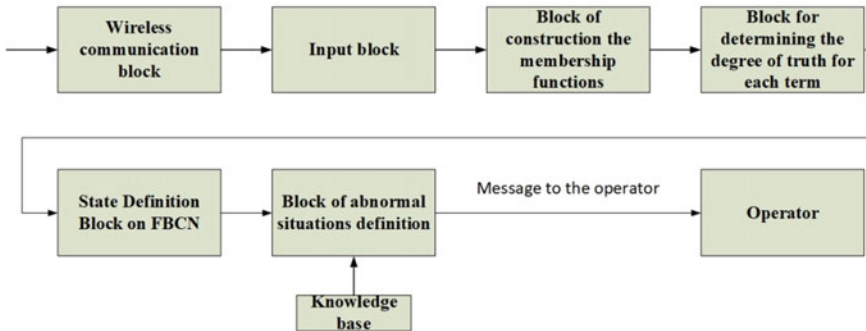 Wireless
communication
block
Input block
Block of
construction the
membership
functions
Block for
determining the
degree of truth for
each term
State Definition
Block on FBCN
Block of abnormal
situations definition
Message to the operator
Operator
Knowledge
base